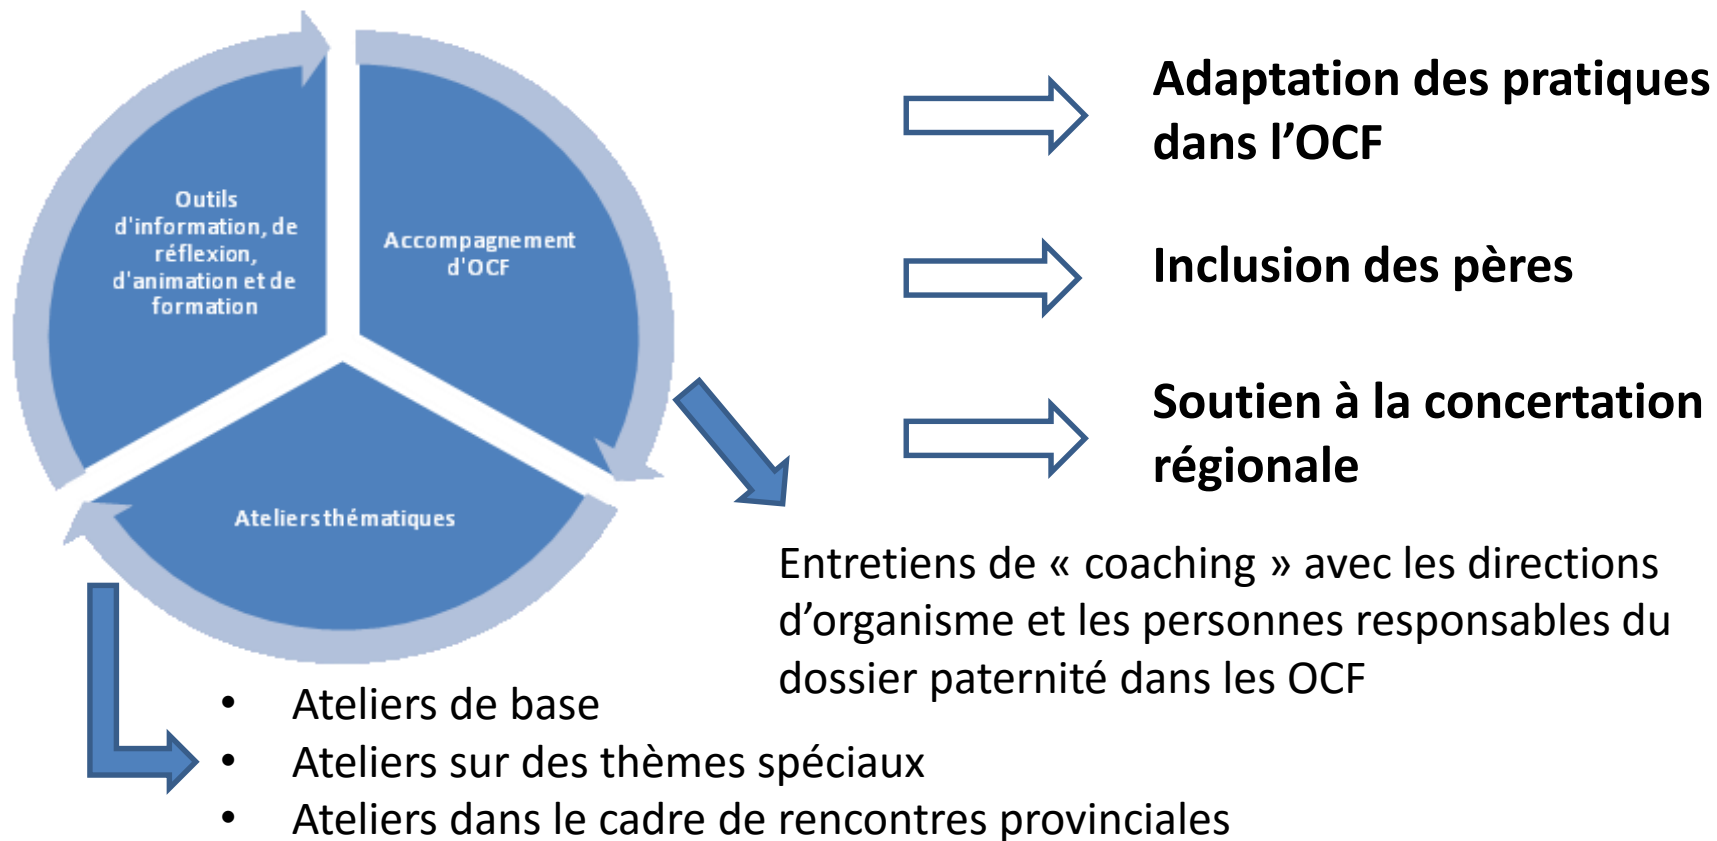 Outils
d'information, de
réflexion,
d'animation et de
formation
Accompagnement
d'OCF
Ateliers thématiques
Adaptation des pratiques
dans l’OCF
Inclusion des pères
Soutien à la concertation
régionale
Entretiens de « coaching » avec les directions
d’organisme et les personnes responsables du
dossier paternité dans les OCF
• Ateliers de base
• Ateliers sur des thèmes spéciaux
• Ateliers dans le cadre de rencontres provinciales